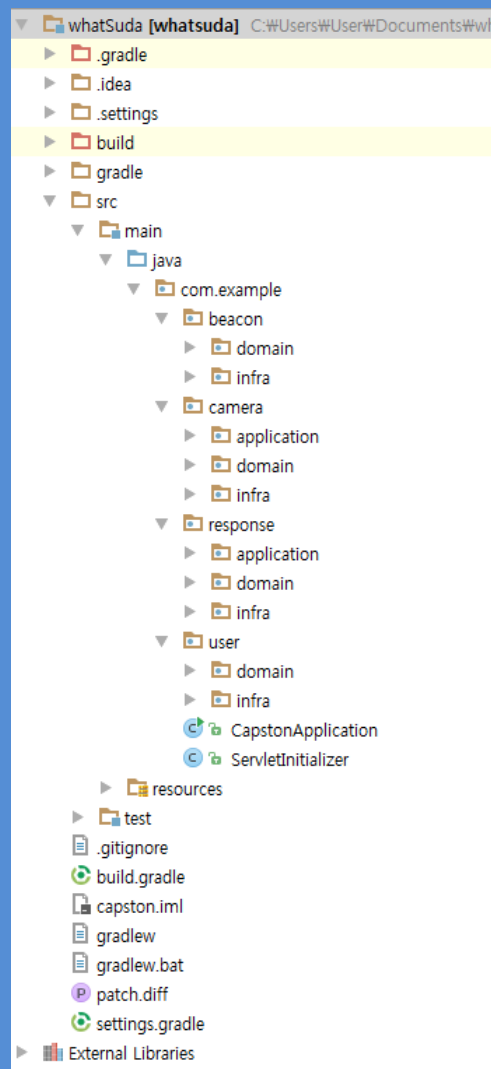 whatSuda [whatsuda] C:₩Users₩User₩Documents₩wh
.gradle
.idea
.settings
build
gradle
src
main
java
com.example
beacon
domain
infra
camera
application
domain
infra
response
application
domain
infra
user
domain
infra
CapstonApplication
ServletInitializer
resources
test
.gitignore
build.gradle
capston.iml
gradlew
gradlew.bat
patch.diff
settings.gradle
External Libraries